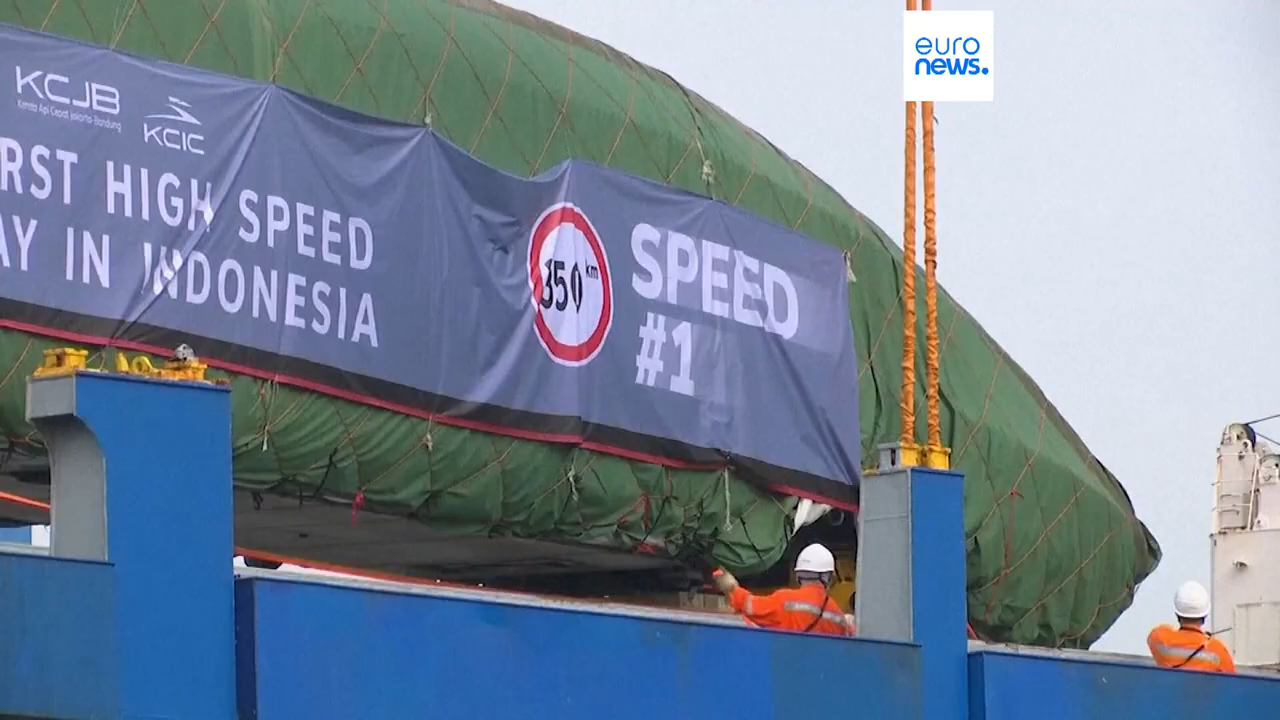 euro
news.
KCJB
Kereta Api Cepat Jakarta-Bandung
KCIC
RST HIGH SPEED
AY IN INDONESIA
350 km
SPEED
#1